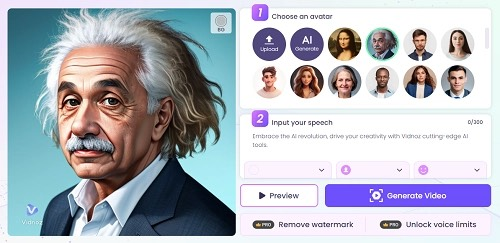 BG
Vidnoz
1 Choose an avatar
Upload
AI
Generate
2 Input your speech
0/300
Embrace the AI revolution, drive your creativity with Vidnoz cutting-edge AI
tools.
Preview
Generate Video
PRO Remove watermark
PRO Unlock voice limits